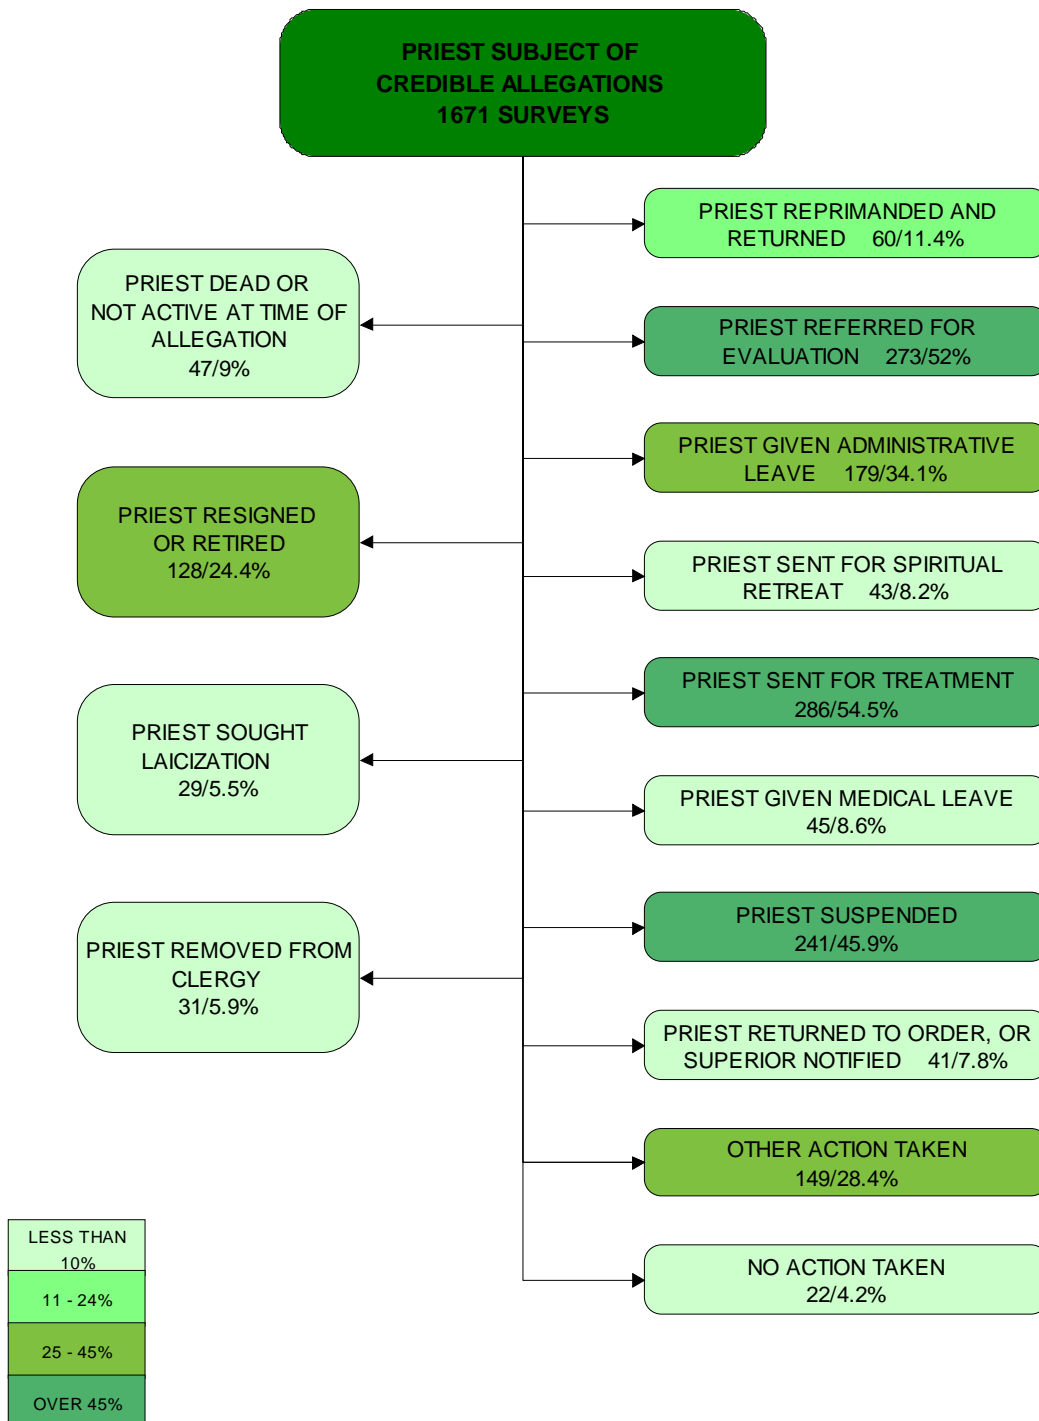 PRIEST SUBJECT OF
CREDIBLE ALLEGATIONS
1671 SURVEYS
PRIEST DEAD OR
NOT ACTIVE AT TIME OF
ALLEGATION
47/9%
PRIEST RESIGNED
OR RETIRED
128/24.4%
PRIEST SOUGHT
LAICIZATION
29/5.5%
PRIEST REMOVED FROM
CLERGY
31/5.9%
PRIEST REPRIMANDED AND
RETURNED 60/11.4%
PRIEST REFERRED FOR
EVALUATION 273/52%
PRIEST GIVEN ADMINISTRATIVE
LEAVE 179/34.1%
PRIEST SENT FOR SPIRITUAL
RETREAT 43/8.2%
PRIEST SENT FOR TREATMENT
286/54.5%
PRIEST GIVEN MEDICAL LEAVE
45/8.6%
PRIEST SUSPENDED
241/45.9%
PRIEST RETURNED TO ORDER, OR
SUPERIOR NOTIFIED 41/7.8%
OTHER ACTION TAKEN
149/28.4%
NO ACTION TAKEN
22/4.2%
LESS THAN
10%
11 - 24%
25 - 45%
OVER 45%